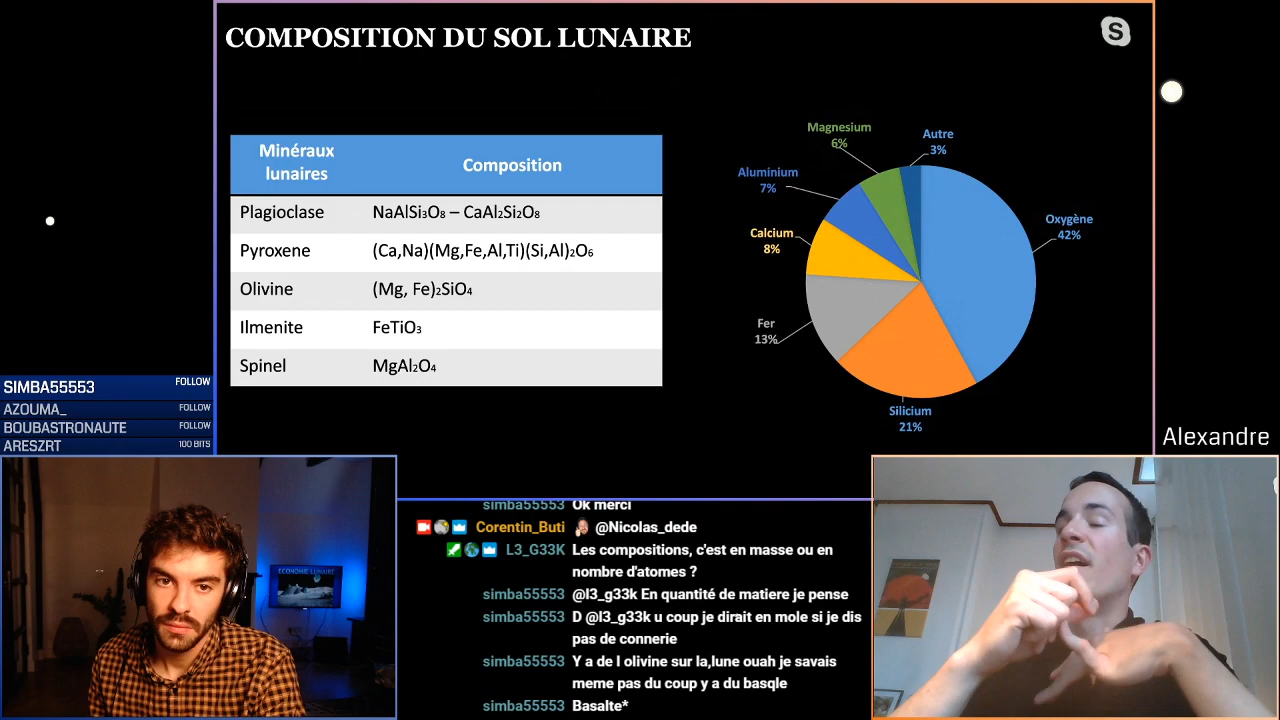 COMPOSITION DU SOL LUNAIRE
S
Minéraux
lunaires
Composition
Plagioclase
NaAlSi₃O₈ – CaAl₂Si₂O₈
Pyroxene
(Ca,Na)(Mg,Fe,Al,Ti)(Si,Al)₂O₆
Olivine
(Mg, Fe)₂SiO₄
Ilmenite
FeTiO₃
Spinel
MgAl₂O₄
Magnesium
6%
Autre
3%
Aluminium
7%
Oxygène
42%
Calcium
8%
Fer
13%
Silicium
21%
SIMBA55553 FOLLOW
AZOUMA_ FOLLOW
BOUBASTRONAUTE FOLLOW
ARESZRT 100 BITS
Alexandre
ECONOMIE LUNAIRE
simba55553 Ok merci
Corentin_Buti @Nicolas_dede
L3_G33K Les compositions, c'est en masse ou en
nombre d'atomes ?
simba55553 @l3_g33k En quantité de matiere je pense
simba55553 D @l3_g33k u coup je dirait en mole si je dis
pas de connerie
simba55553 Y a de l olivine sur la,lune ouah je savais
meme pas du coup y a du basqle
simba55553 Basalte*